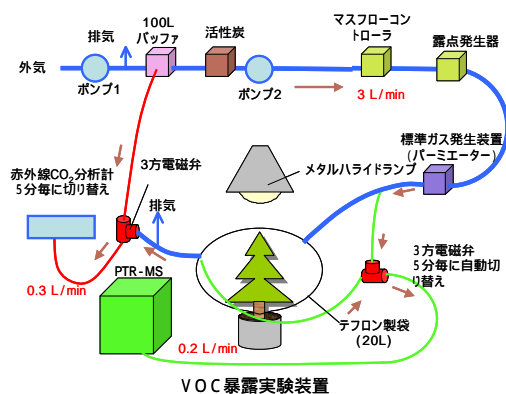 排気
100L
バッファ
活性炭
マスフローコン
トローラ
露点発生器
外気
ポンプ1
ポンプ2
3 L/min
標準ガス発生装置
(パーミエーター)
赤外線CO₂分析計
5分毎に切り替え
3方電磁弁
排気
メタルハライドランプ
3方電磁弁
5分毎に自動切
り替え
0.3 L/min
PTR-MS
0.2 L/min
テフロン製袋
(20L)
VOC暴露実験装置